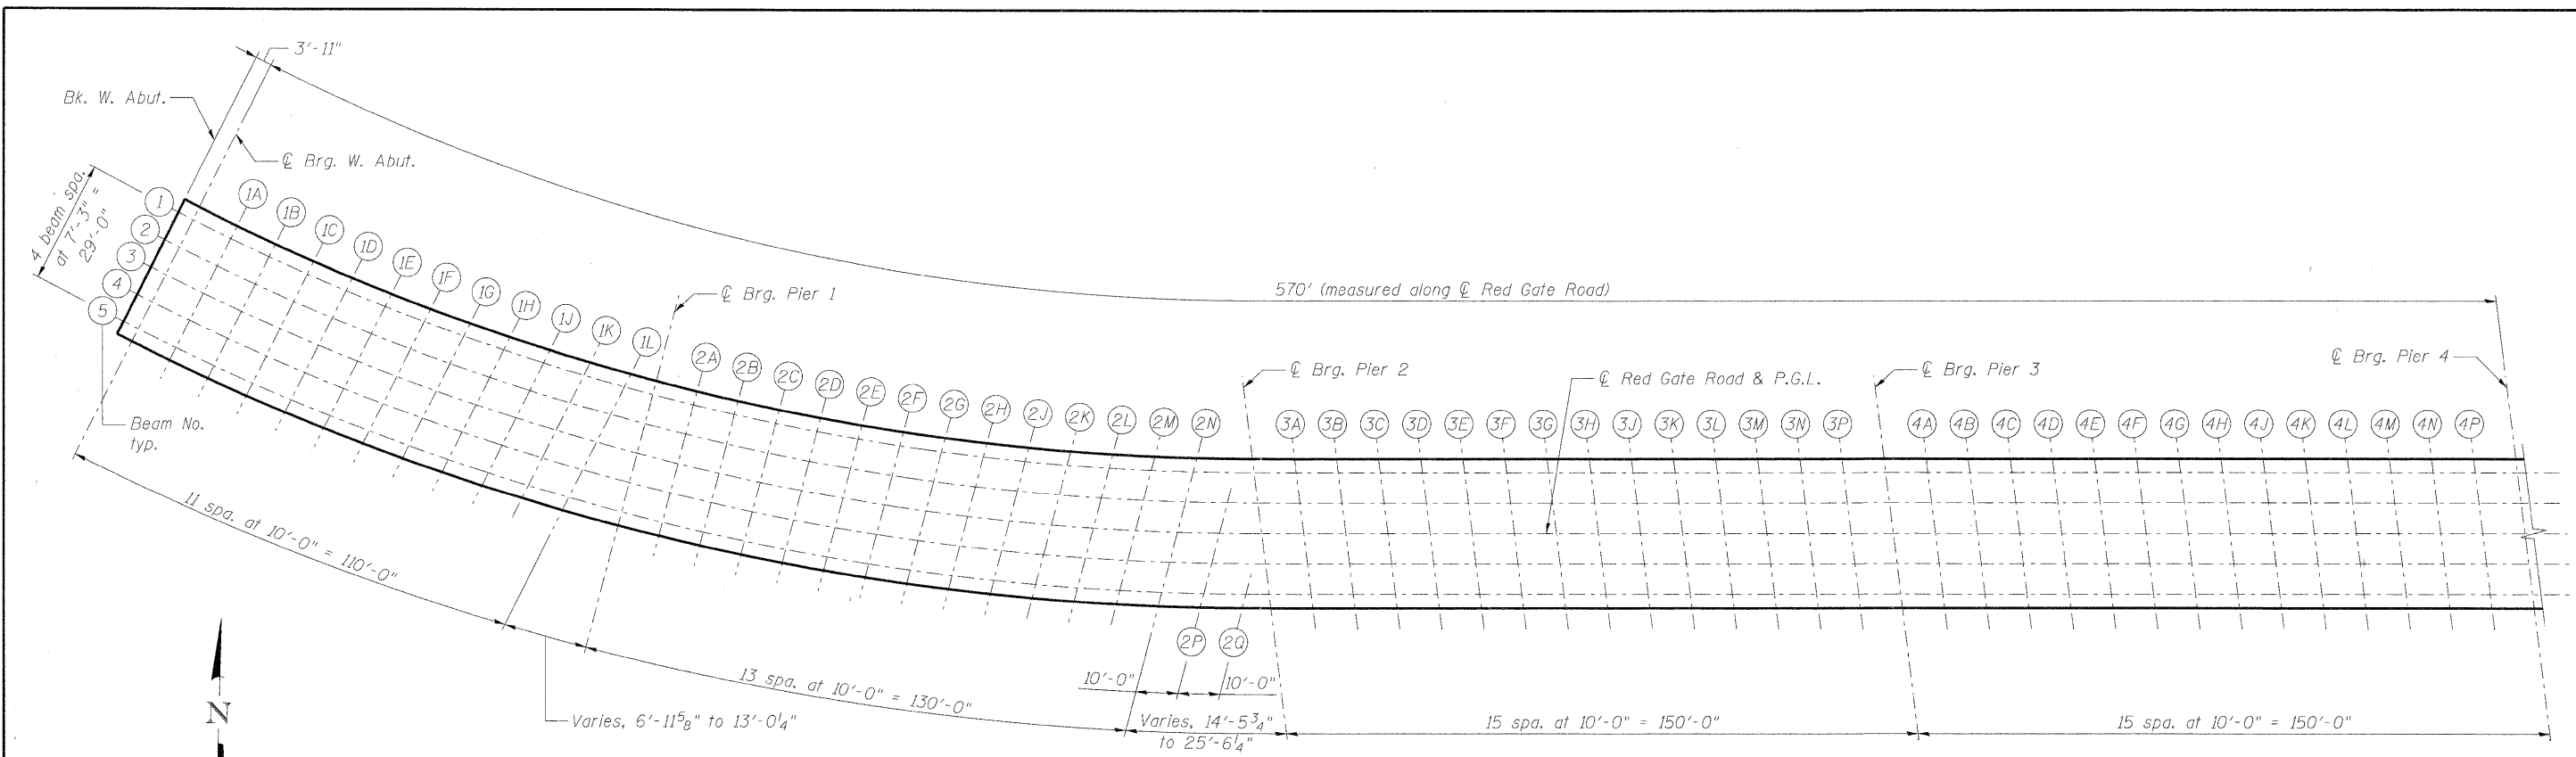 3'-11"
Bk. W. Abut.
℄ Brg. W. Abut.
4 beam spa.
at 7'-3" =
29'-0"
1
2
3
4
5
Beam No.
typ.
1A
1B
1C
1D
1E
1F
1G
1H
1J
1K
1L
℄ Brg. Pier 1
570' (measured along ℄ Red Gate Road)
2A
2B
2C
2D
2E
2F
2G
2H
2J
2K
2L
2M
2N
℄ Brg. Pier 2
℄ Red Gate Road & P.G.L.
℄ Brg. Pier 3
℄ Brg. Pier 4
3A
3B
3C
3D
3E
3F
3G
3H
3J
3K
3L
3M
3N
3P
4A
4B
4C
4D
4E
4F
4G
4H
4J
4K
4L
4M
4N
4P
2P
2Q
11 spa. at 10'-0" = 110'-0"
13 spa. at 10'-0" = 130'-0"
10'-0"
10'-0"
Varies, 6'-11⅝" to 13'-0¼"
Varies, 14'-5¾"
to 25'-6¼"
15 spa. at 10'-0" = 150'-0"
15 spa. at 10'-0" = 150'-0"
N